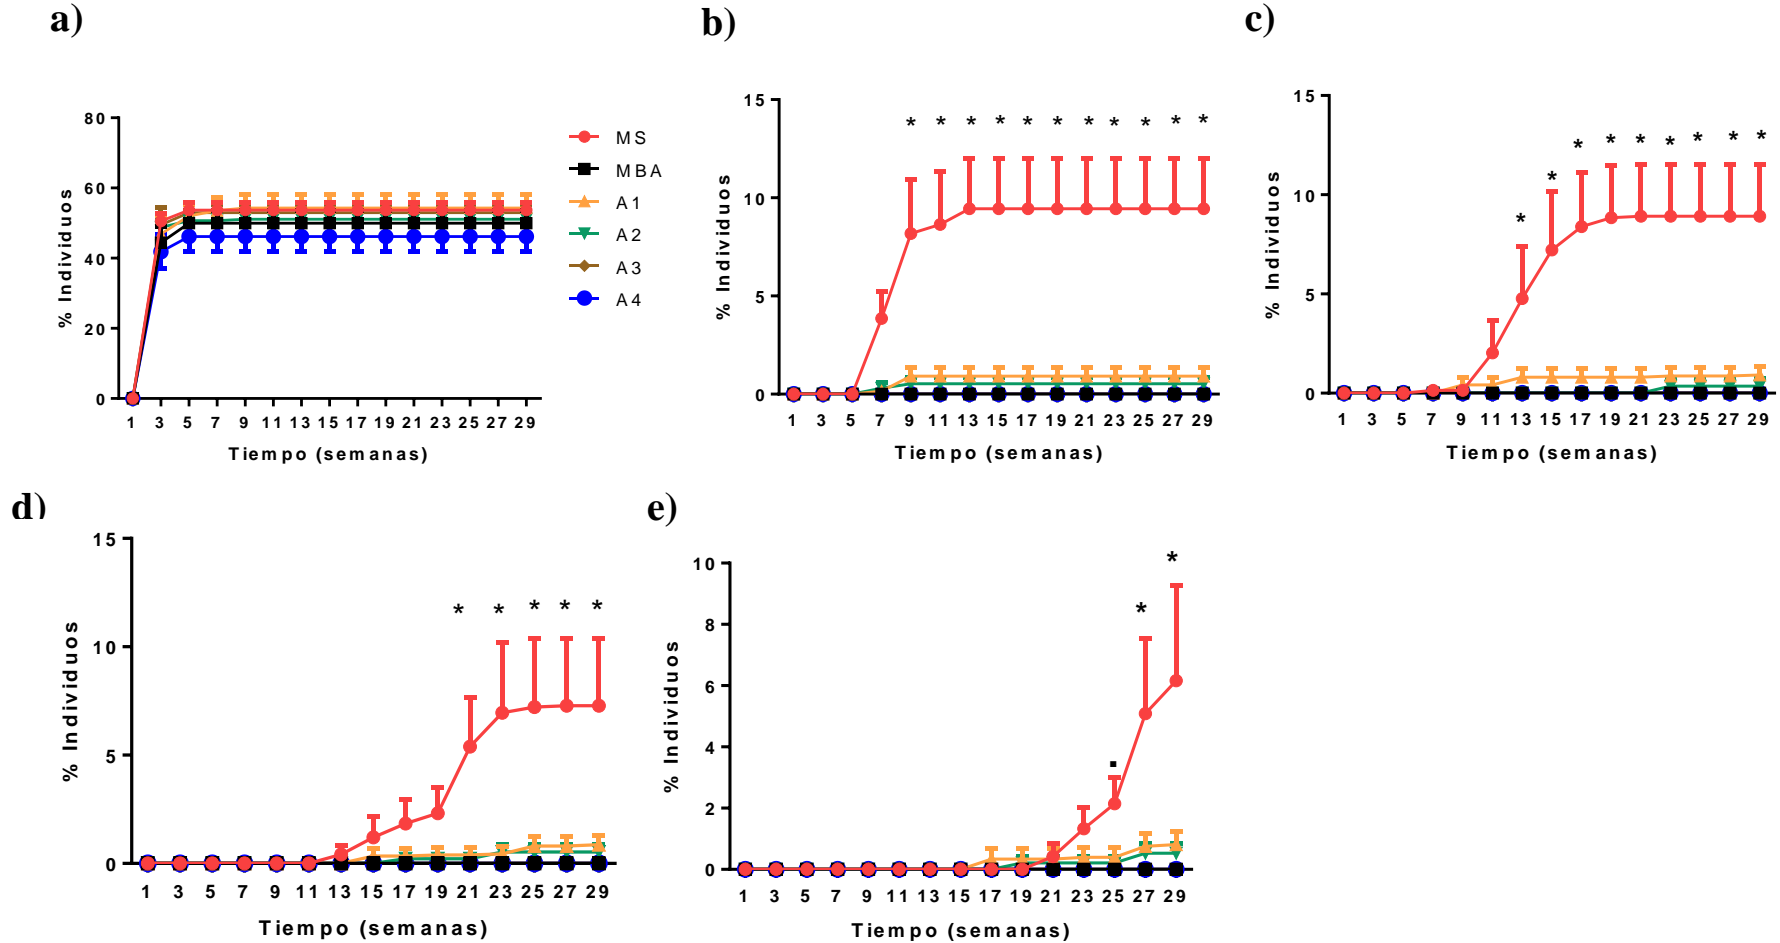 a)
80
60
40
20
0
% Individuos
1 3 5 7 9 11 13 15 17 19 21 23 25 27 29
Tiempo (semanas)
MS
MBA
A1
A2
A3
A4
b)
15
10
5
0
% Individuos
* * * * * * * * * * *
1 3 5 7 9 11 13 15 17 19 21 23 25 27 29
Tiempo (semanas)
c)
15
10
5
0
% Individuos
* * * * * * * * *
1 3 5 7 9 11 13 15 17 19 21 23 25 27 29
Tiempo (semanas)
d)
15
10
5
0
% Individuos
* * * * *
1 3 5 7 9 11 13 15 17 19 21 23 25 27 29
Tiempo (semanas)
e)
10
8
6
4
2
0
% Individuos
* *
1 3 5 7 9 11 13 15 17 19 21 23 25 27 29
Tiempo (semanas)